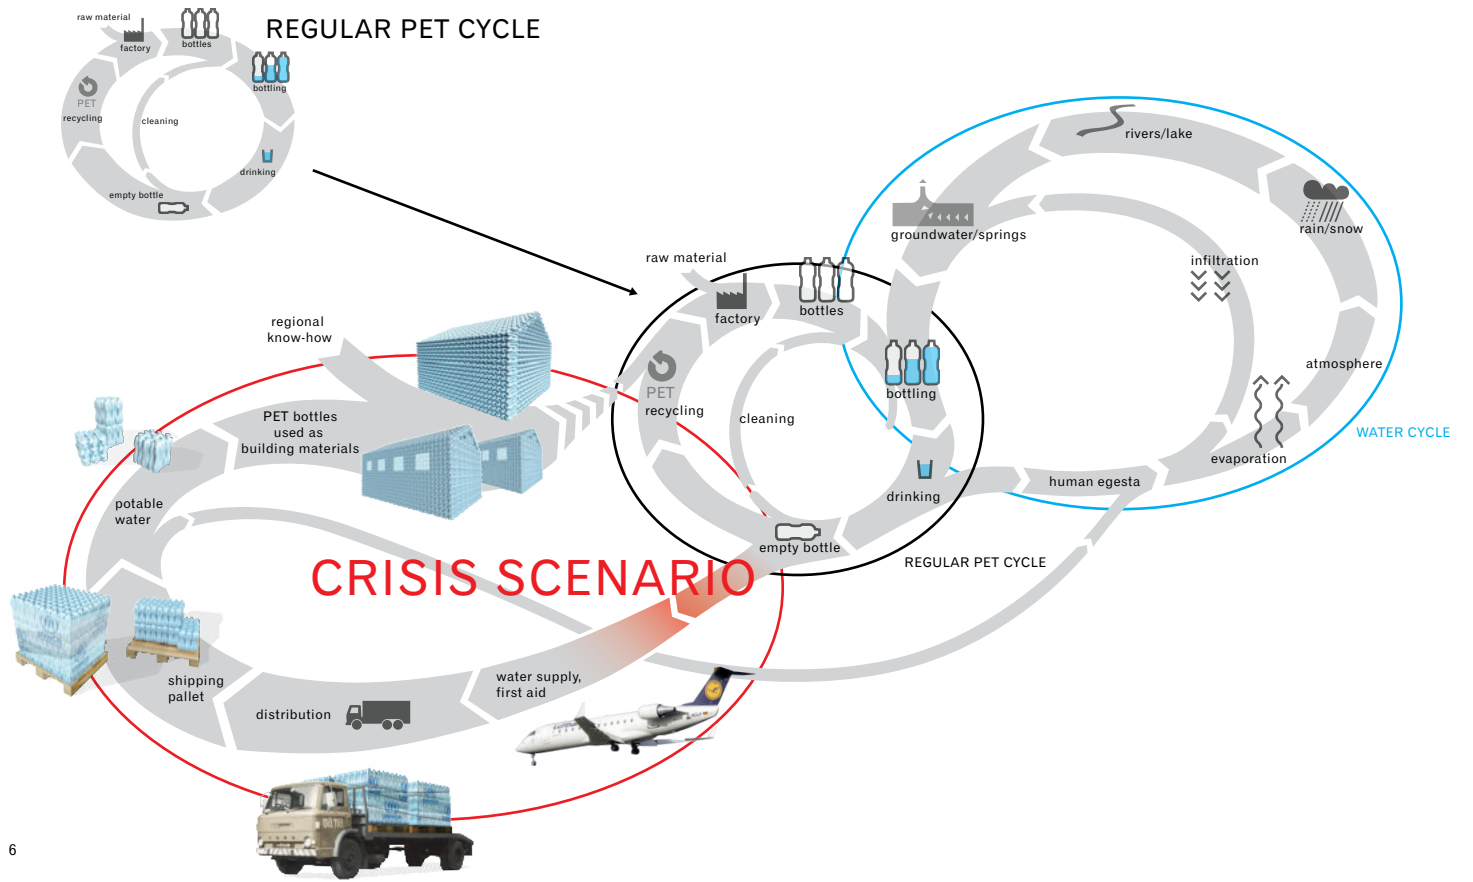 REGULAR PET CYCLE
raw material
factory
bottles
bottling
PET
recycling
cleaning
drinking
empty bottle
rivers/lake
groundwater/springs
rain/snow
infiltration
atmosphere
evaporation
WATER CYCLE
human egesta
raw material
factory
bottles
bottling
PET
recycling
cleaning
drinking
empty bottle
REGULAR PET CYCLE
regional
know-how
PET bottles
used as
building materials
potable
water
CRISIS SCENARIO
shipping
pallet
distribution
water supply,
first aid
6